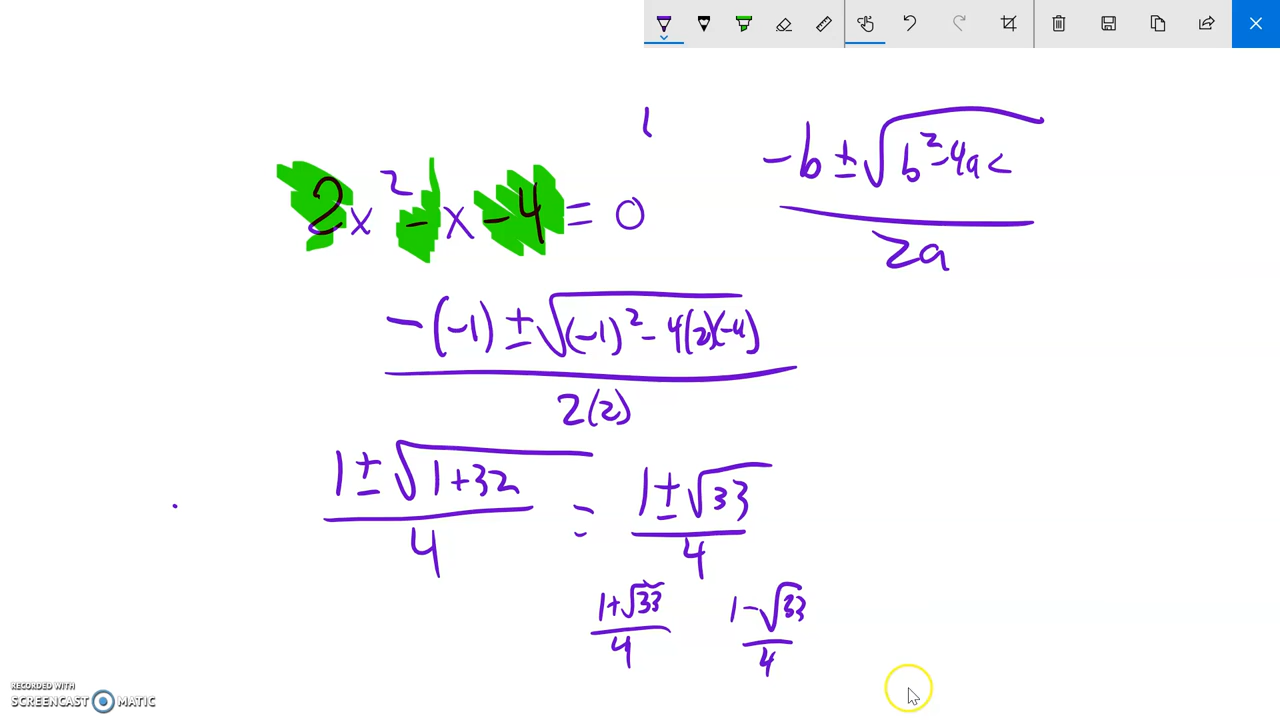 2x² - x - 4 = 0
-b ± √(b² - 4ac)
2a
-(-1) ± √((-1)² - 4(2)(-4))
2(2)
1 ± √(1+32) = 1 ± √33
4 4
1+√33 1-√33
4 4
RECORDED WITH
SCREENCAST MATIC